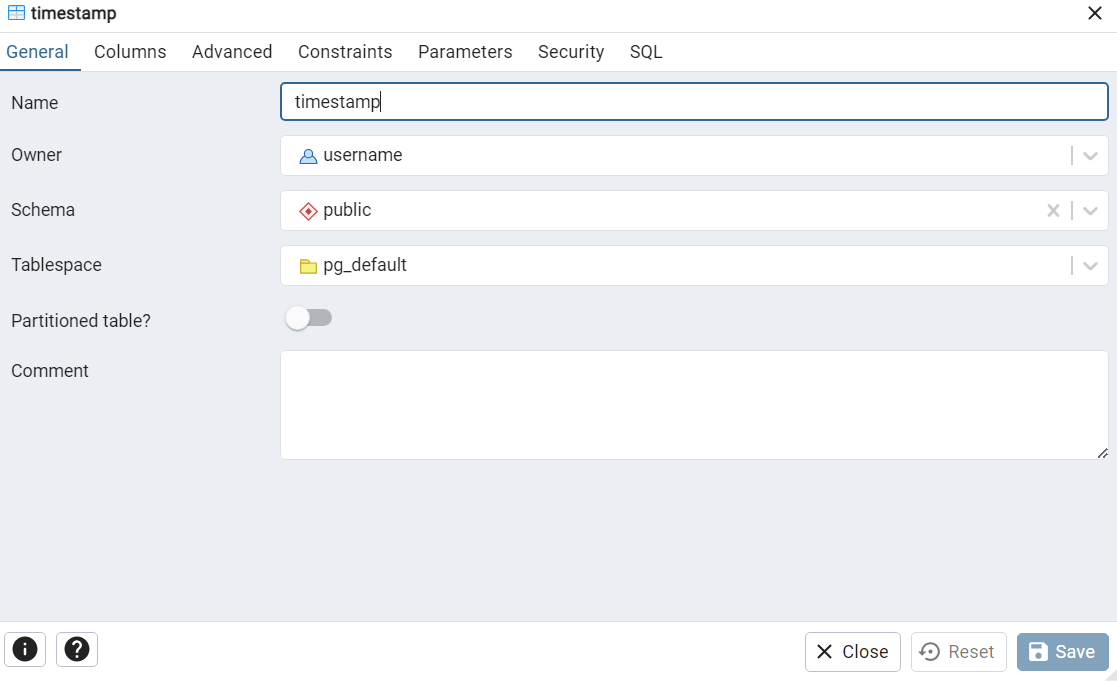 timestamp
General Columns Advanced Constraints Parameters Security SQL
Name timestamp
Owner username
Schema public
Tablespace pg_default
Partitioned table?
Comment
Close Reset Save